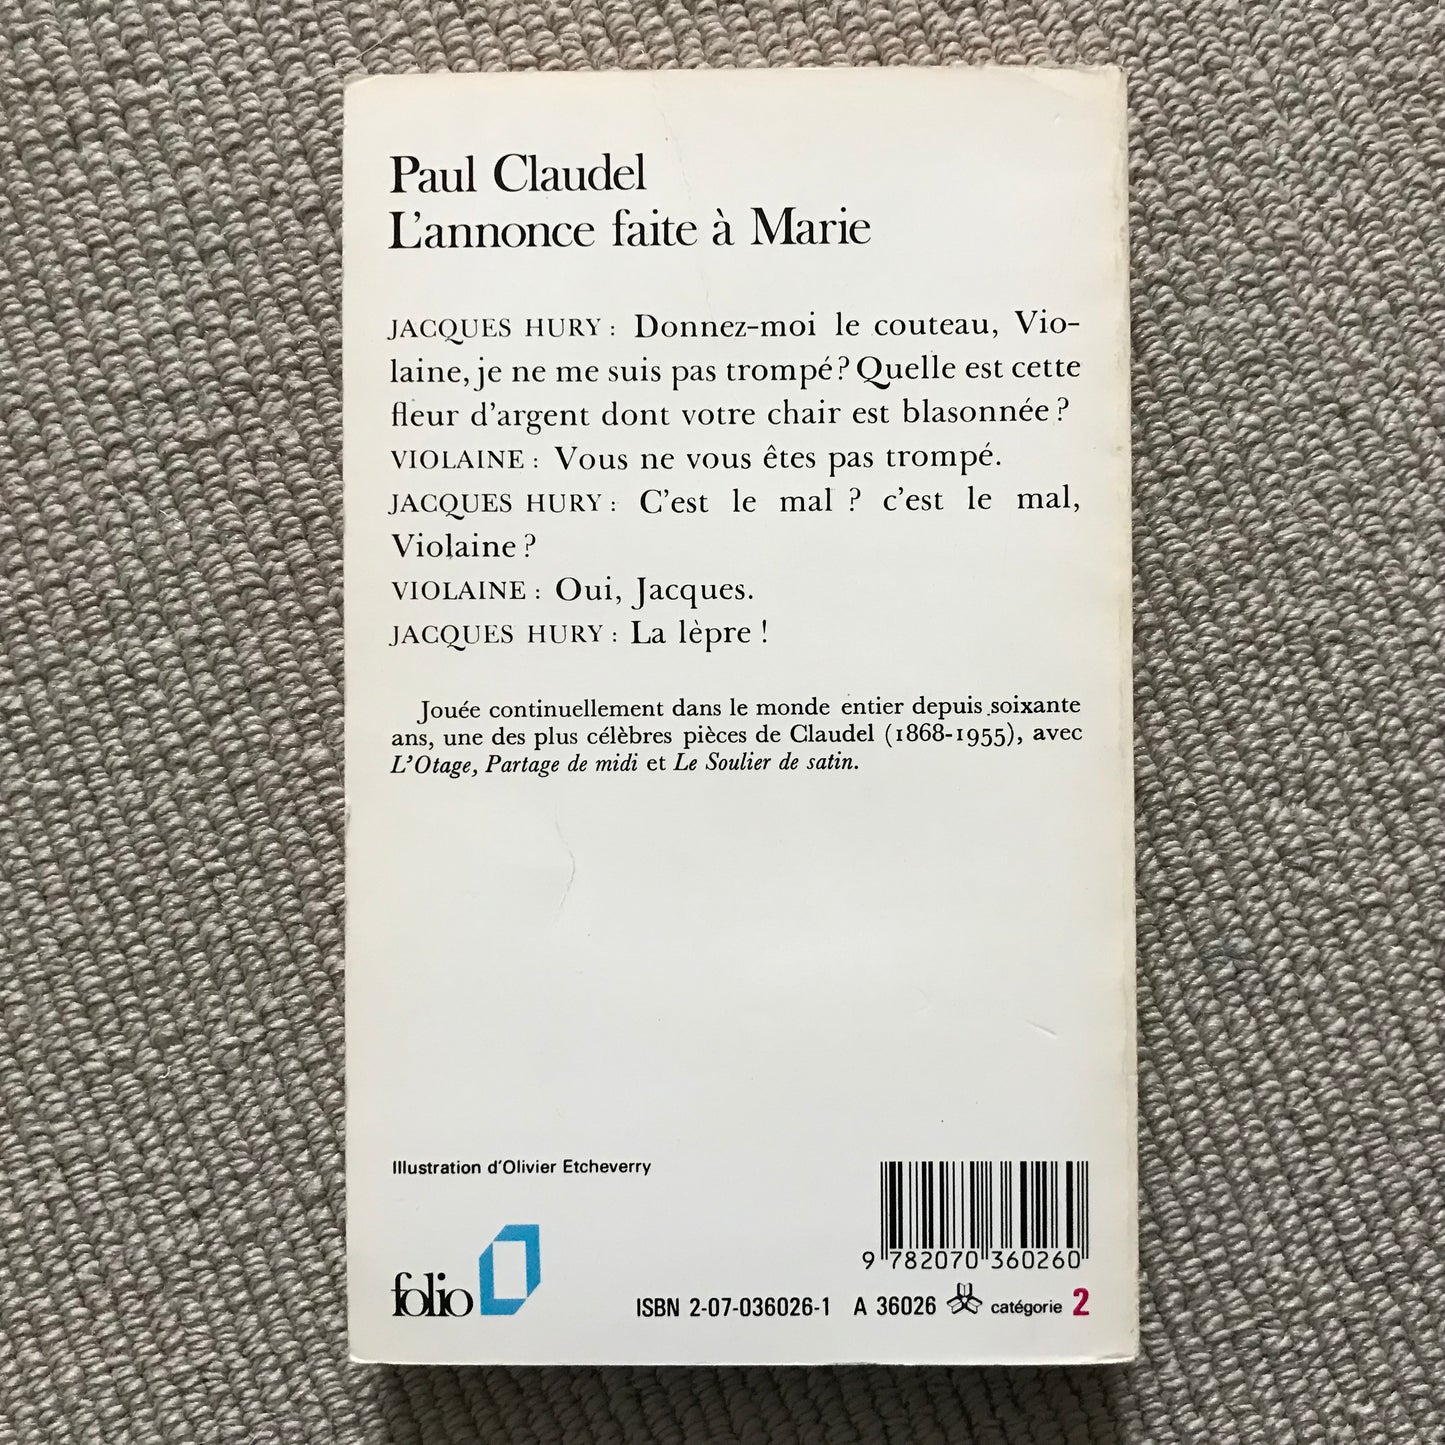 Paul Claudel
L'annonce faite à Marie
JACQUES HURY : Donnez-moi le couteau, Vio-
laine, je ne me suis pas trompé ? Quelle est cette
fleur d'argent dont votre chair est blasonnée ?
VIOLAINE : Vous ne vous êtes pas trompé.
JACQUES HURY : C'est le mal ? c'est le mal,
Violaine ?
VIOLAINE : Oui, Jacques.
JACQUES HURY : La lèpre !
Jouée continuellement dans le monde entier depuis soixante
ans, une des plus célèbres pièces de Claudel (1868-1955), avec
L'Otage, Partage de midi et Le Soulier de satin.
Illustration d'Olivier Etcheverry
9 782070 360260
folio
ISBN 2-07-036026-1 A 36026 catégorie 2